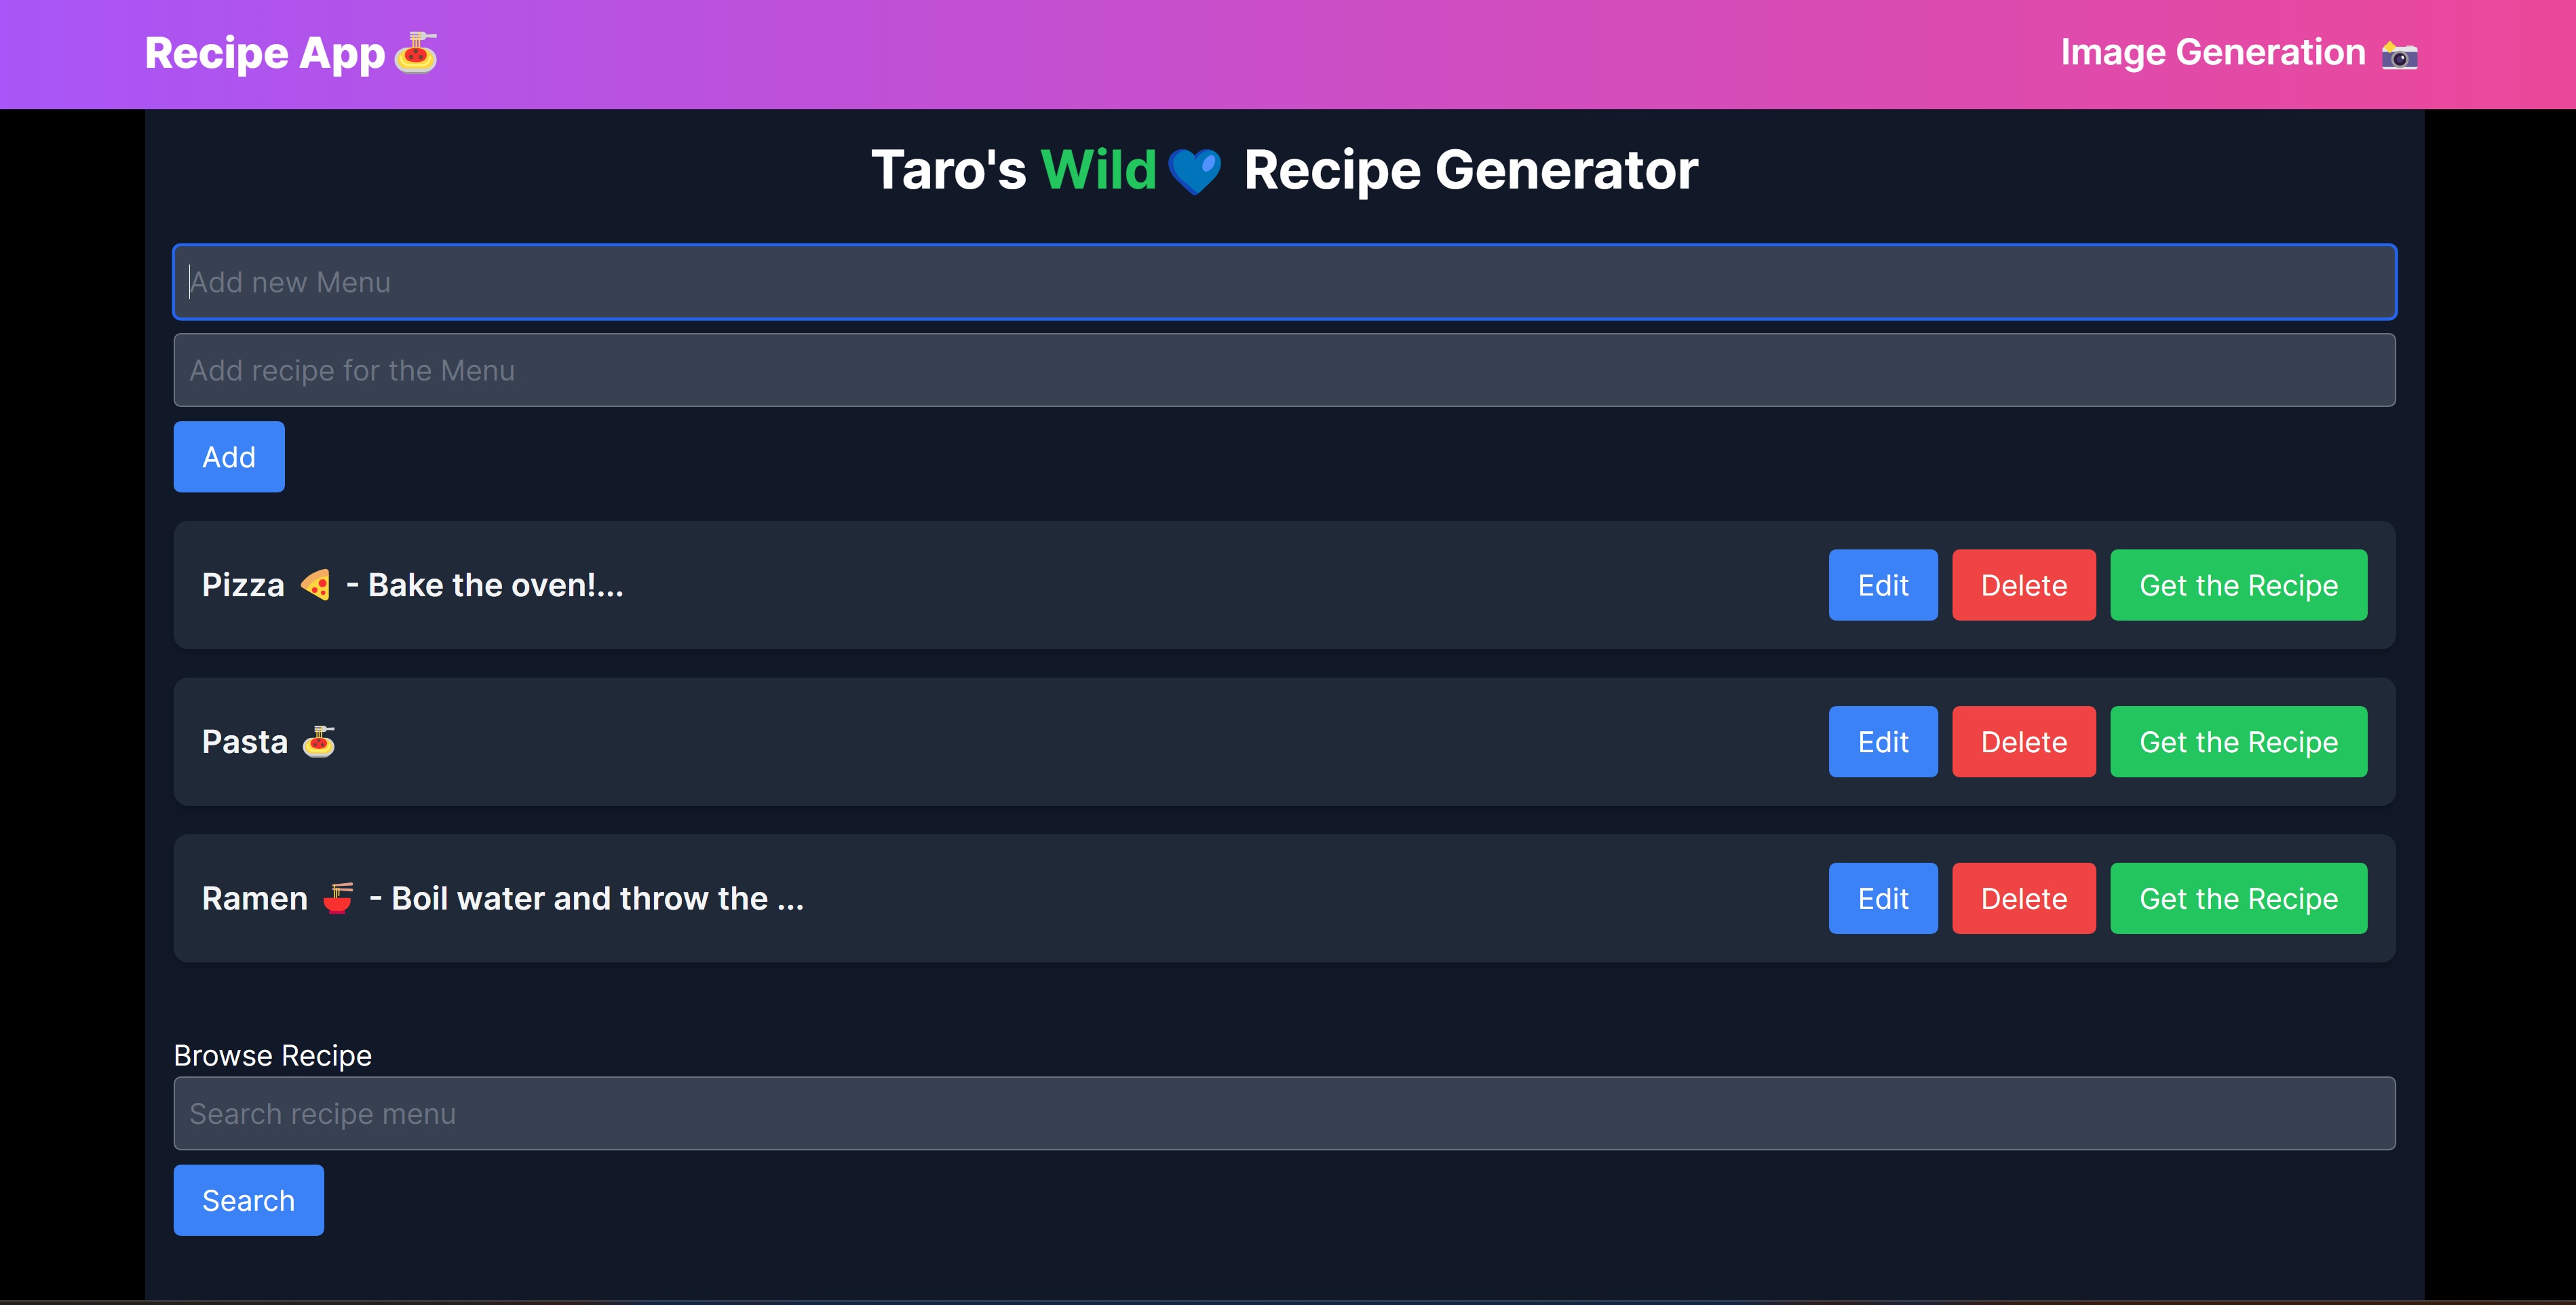 Recipe App🍝
Image Generation 📸
Taro's Wild💙 Recipe Generator
Add new Menu
Add recipe for the Menu
Add
Pizza 🍕 - Bake the oven!...
Edit
Delete
Get the Recipe
Pasta 🍝
Edit
Delete
Get the Recipe
Ramen 🍜 - Boil water and throw the ...
Edit
Delete
Get the Recipe
Browse Recipe
Search recipe menu
Search